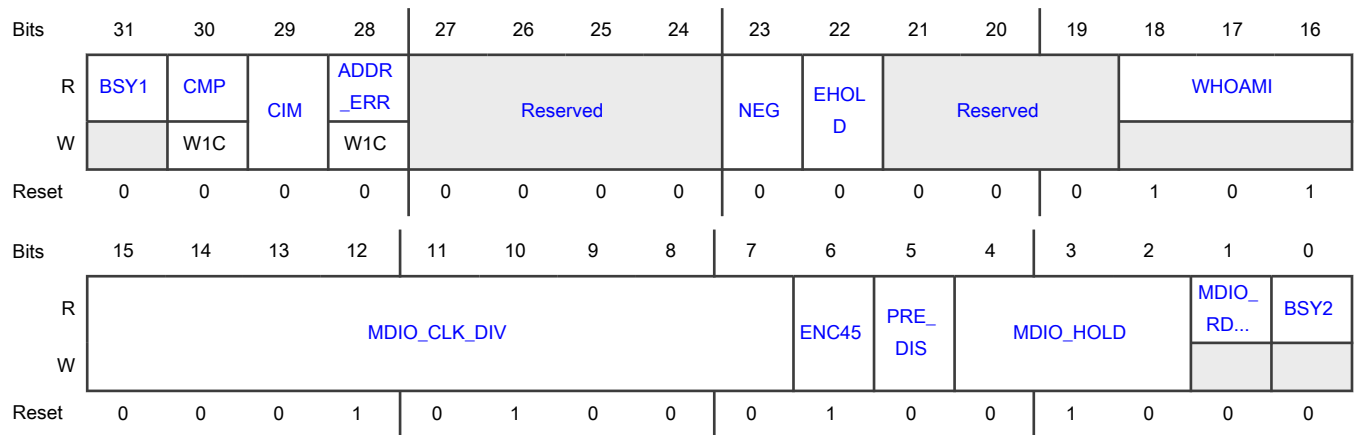 Bits 31 30 29 28 27 26 25 24 23 22 21 20 19 18 17 16
R BSY1 CMP CIM ADDR _ERR Reserved NEG EHOL D Reserved WHOAMI
W W1C W1C
Reset 0 0 0 0 0 0 0 0 0 0 0 0 0 1 0 1
Bits 15 14 13 12 11 10 9 8 7 6 5 4 3 2 1 0
R MDIO_CLK_DIV ENC45 PRE_ DIS MDIO_HOLD MDIO_ RD... BSY2
W
Reset 0 0 0 1 0 1 0 0 0 1 0 0 1 0 0 0